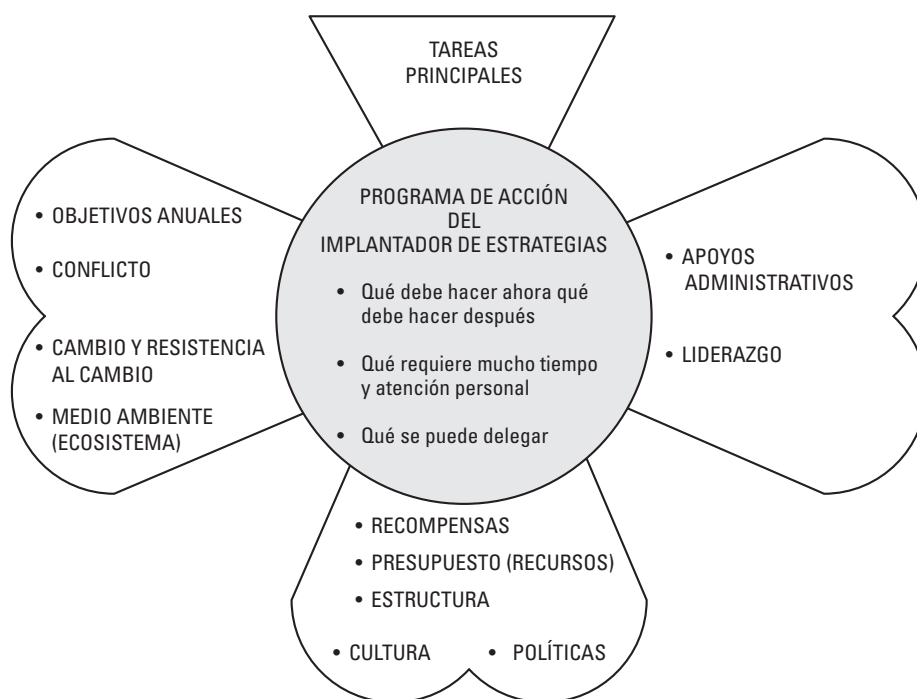 TAREAS
PRINCIPALES
PROGRAMA DE ACCIÓN
DEL
IMPLANTADOR DE ESTRATEGIAS
• Qué debe hacer ahora qué
debe hacer después
• Qué requiere mucho tiempo
y atención personal
• Qué se puede delegar
• OBJETIVOS ANUALES
• CONFLICTO
• CAMBIO Y RESISTENCIA
AL CAMBIO
• MEDIO AMBIENTE
(ECOSISTEMA)
• APOYOS
ADMINISTRATIVOS
• LIDERAZGO
• RECOMPENSAS
• PRESUPUESTO (RECURSOS)
• ESTRUCTURA
• CULTURA
• POLÍTICAS